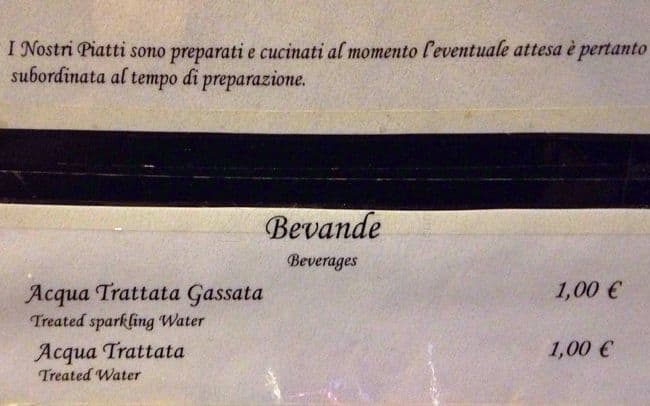 I Nostri Piatti sono preparati e cucinati al momento l'eventuale attesa è pertanto
subordinata al tempo di preparazione.
Bevande
Beverages
Acqua Trattata Gassata 1,00 €
Treated sparkling Water
Acqua Trattata 1,00 €
Treated Water